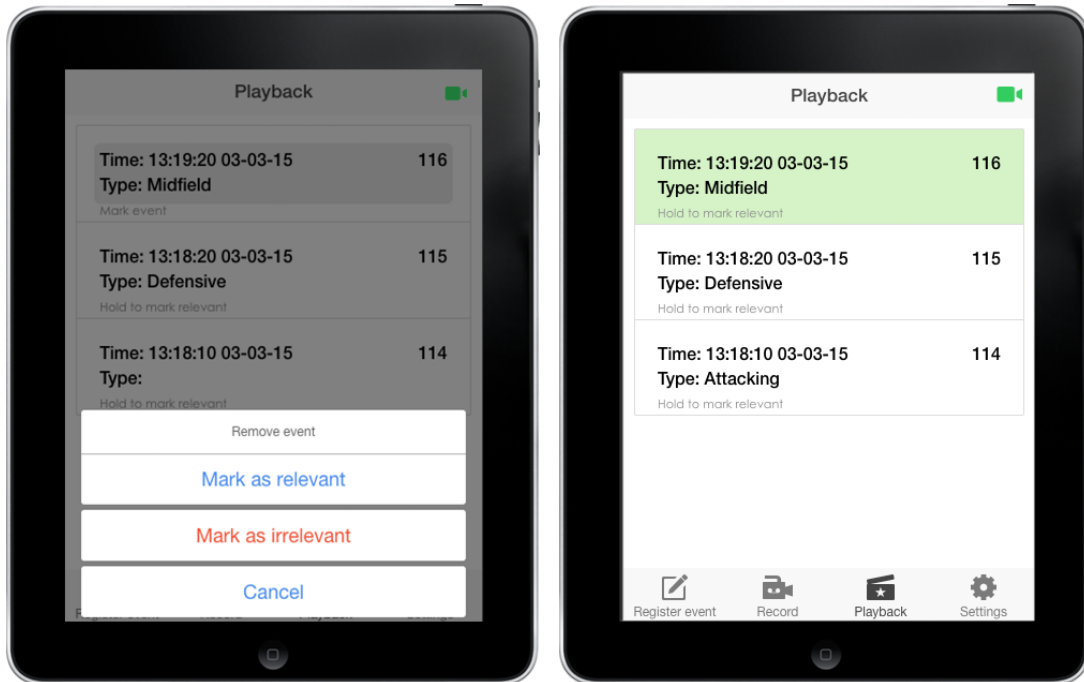 Playback
Time: 13:19:20 03-03-15 116
Type: Midfield
Mark event
Time: 13:18:20 03-03-15 115
Type: Defensive
Hold to mark relevant
Time: 13:18:10 03-03-15 114
Type:
Hold to mark relevant
Remove event
Mark as relevant
Mark as irrelevant
Cancel
Playback
Time: 13:19:20 03-03-15 116
Type: Midfield
Hold to mark relevant
Time: 13:18:20 03-03-15 115
Type: Defensive
Hold to mark relevant
Time: 13:18:10 03-03-15 114
Type: Attacking
Hold to mark relevant
Register event Record Playback Settings